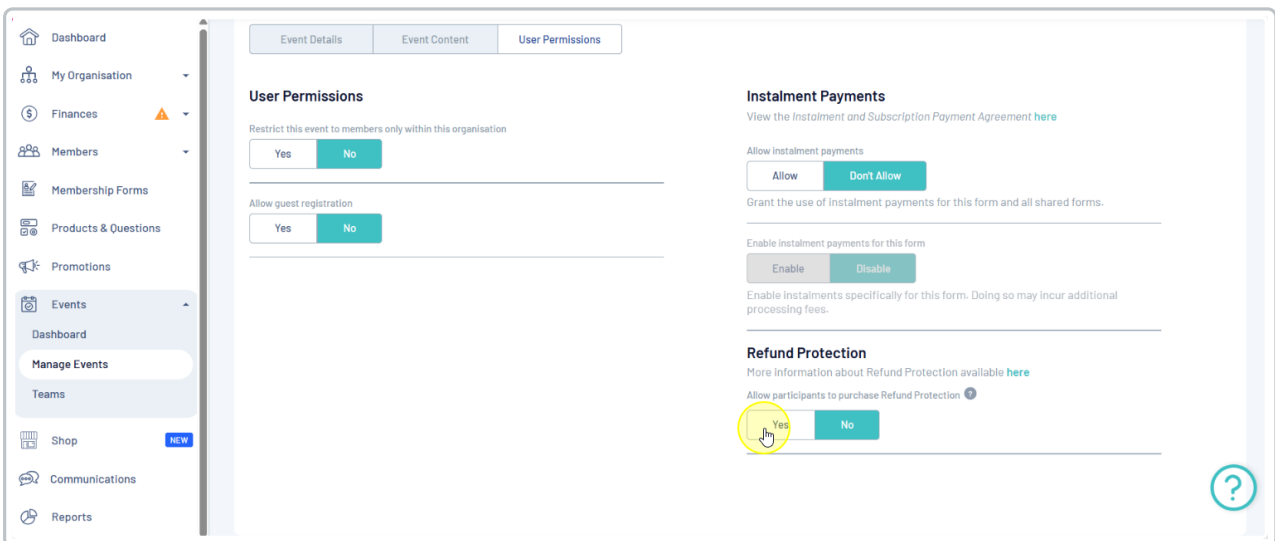 Dashboard
My Organisation
Finances
Members
Membership Forms
Products & Questions
Promotions
Events
Dashboard
Manage Events
Teams
Shop
NEW
Communications
Reports
Event Details
Event Content
User Permissions
User Permissions
Restrict this event to members only within this organisation
Yes
No
Allow guest registration
Yes
No
Instalment Payments
View the Instalment and Subscription Payment Agreement here
Allow instalment payments
Allow
Don't Allow
Grant the use of instalment payments for this form and all shared forms.
Enable instalment payments for this form
Enable
Disable
Enable instalments specifically for this form. Doing so may incur additional
processing fees.
Refund Protection
More information about Refund Protection available here
Allow participants to purchase Refund Protection ?
Yes
No
?